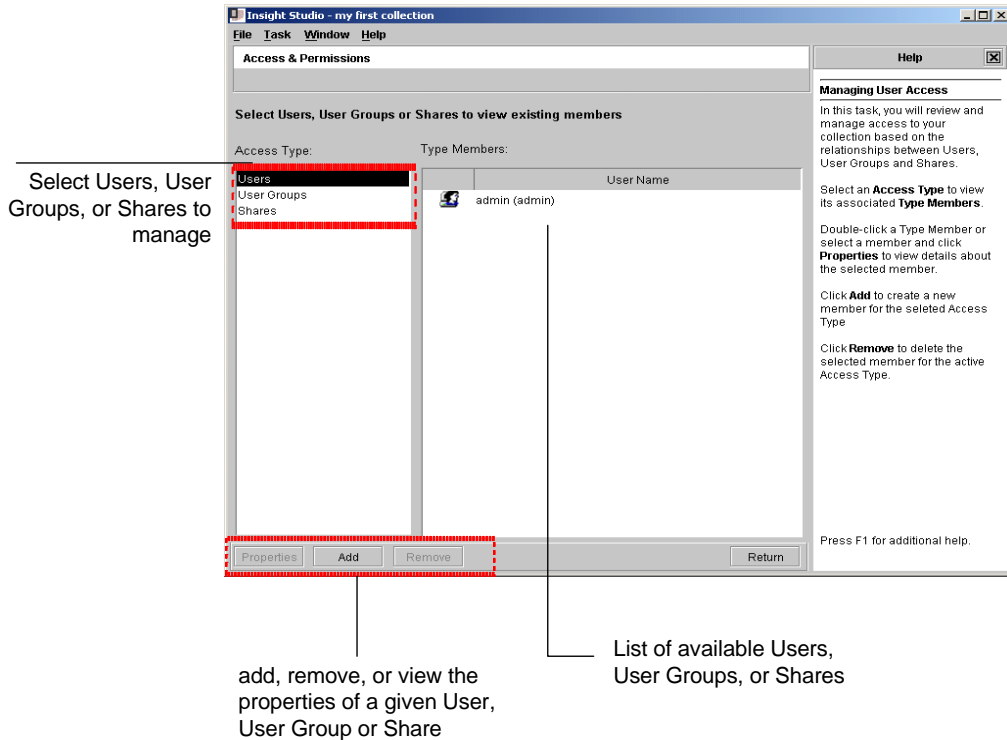 Insight Studio - my first collection
File Task Window Help
Access & Permissions
Select Users, User Groups or Shares to view existing members
Access Type:
Type Members:
Users
User Groups
Shares
User Name
admin (admin)
Properties
Add
Remove
Return
Help
Managing User Access
In this task, you will review and
manage access to your
collection based on the
relationships between Users,
User Groups and Shares.
Select an Access Type to view
its associated Type Members.
Double-click a Type Member or
select a member and click
Properties to view details about
the selected member.
Click Add to create a new
member for the seleted Access
Type
Click Remove to delete the
selected member for the active
Access Type.
Press F1 for additional help.
Select Users, User
Groups, or Shares to
manage
add, remove, or view the
properties of a given User,
User Group or Share
List of available Users,
User Groups, or Shares